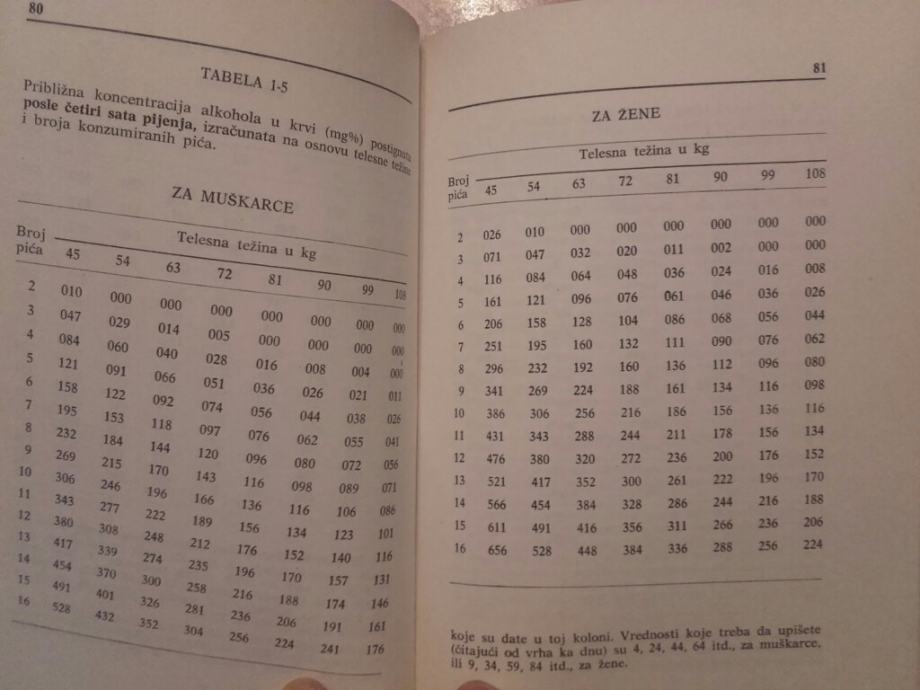 80
TABELA 1-5
Približna koncentracija alkohola u krvi (mg%) postignuta
posle četiri sata pijenja, izračunata na osnovu telesne težine
i broja konzumiranih pića.
ZA MUŠKARCE
Broj pića Telesna težina u kg
45 54 63 72 81 90 99 108
2 010 000 000 000 000 000 000 000
3 047 029 014 005 000 000 000 000
4 084 060 040 028 016 008 004 000
5 121 091 066 051 036 026 021 011
6 158 122 092 074 056 044 038 026
7 195 153 118 097 076 062 055 041
8 232 184 144 120 096 080 072 056
9 269 215 170 143 116 098 089 071
10 306 246 196 166 136 116 106 086
11 343 277 222 189 156 134 123 101
12 380 308 248 212 176 152 140 116
13 417 339 274 235 196 170 157 131
14 454 370 300 258 216 188 174 146
15 491 401 326 281 236 206 191 161
16 528 432 352 304 256 224 241 176
81
ZA ŽENE
Telesna težina u kg
Broj pića 45 54 63 72 81 90 99 108
2 026 010 000 000 000 000 000 000
3 071 047 032 020 011 002 000 000
4 116 084 064 048 036 024 016 008
5 161 121 096 076 061 046 036 026
6 206 158 128 104 086 068 056 044
7 251 195 160 132 111 090 076 062
8 296 232 192 160 136 112 096 080
9 341 269 224 188 161 134 116 098
10 386 306 256 216 186 156 136 116
11 431 343 288 244 211 178 156 134
12 476 380 320 272 236 200 176 152
13 521 417 352 300 261 222 196 170
14 566 454 384 328 286 244 216 188
15 611 491 416 356 311 266 236 206
16 656 528 448 384 336 288 256 224
koje su date u toj koloni. Vrednosti koje treba da upišete
(čitajući od vrha ka dnu) su 4, 24, 44, 64 itd., za muškarce,
ili 9, 34, 59, 84 itd., za žene.